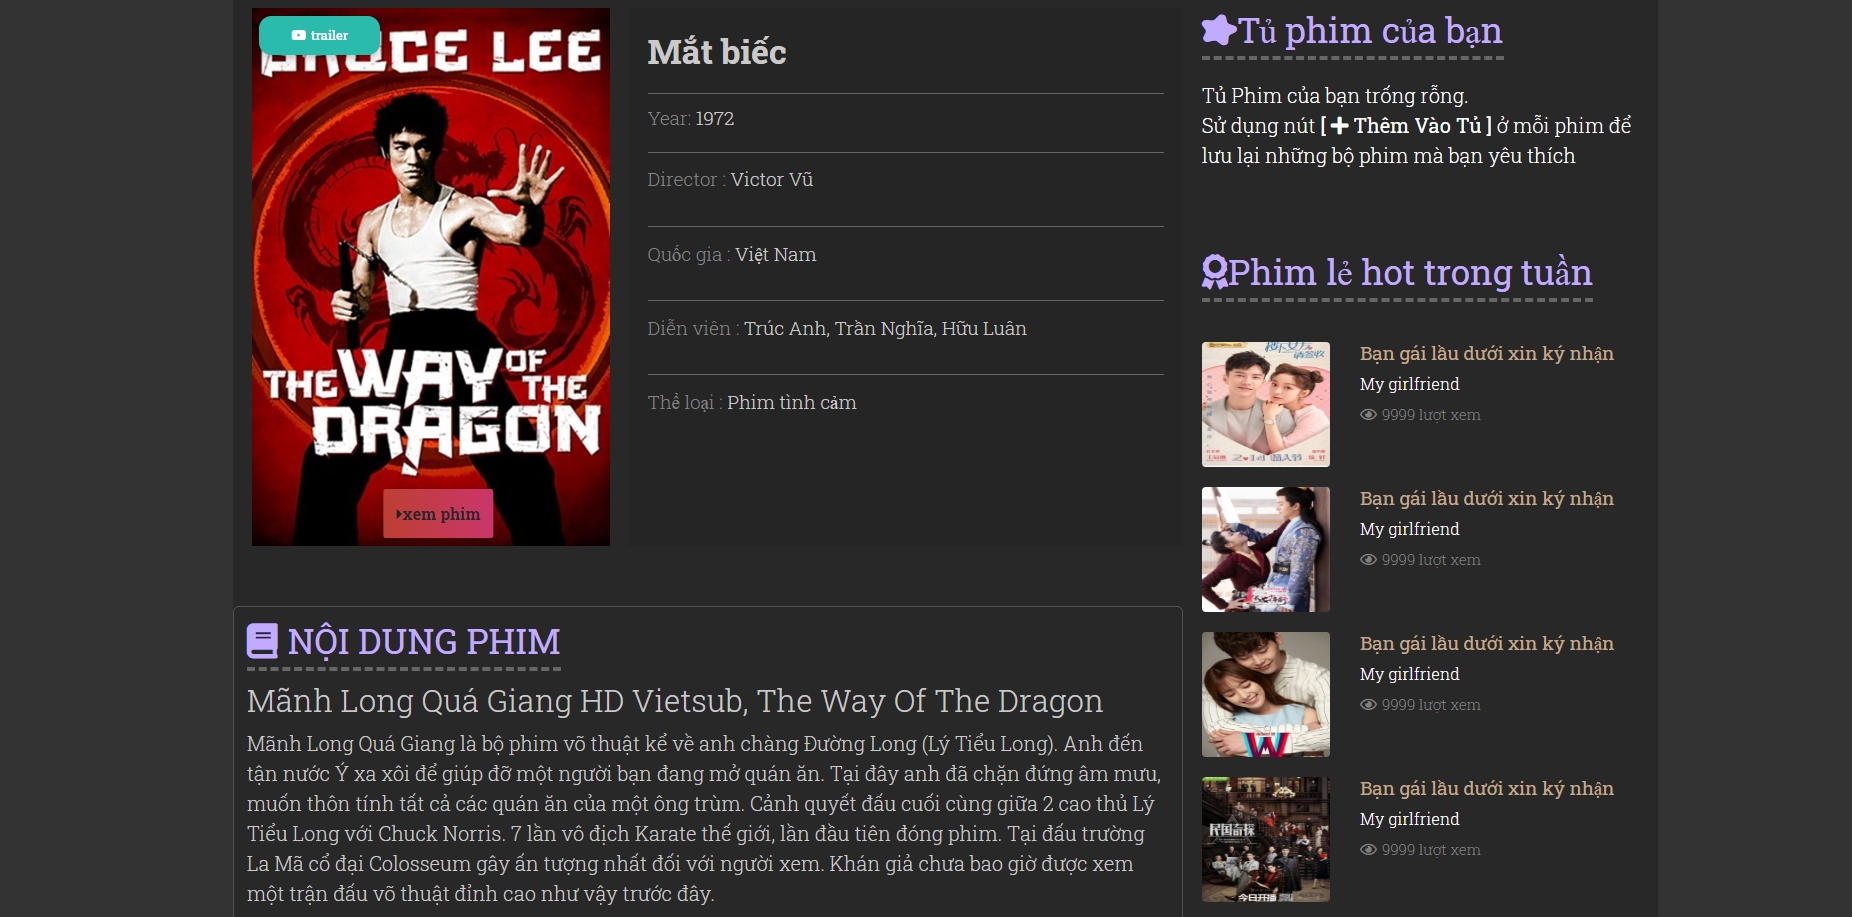 trailer
BRUCE LEE
THE WAY OF THE
DRAGON
xem phim
Mắt biếc
Year: 1972
Director : Victor Vũ
Quốc gia : Việt Nam
Diễn viên : Trúc Anh, Trần Nghĩa, Hữu Luân
Thể loại : Phim tình cảm
NỘI DUNG PHIM
Mãnh Long Quá Giang HD Vietsub, The Way Of The Dragon
Mãnh Long Quá Giang là bộ phim võ thuật kể về anh chàng Đường Long (Lý Tiểu Long). Anh đến
tận nước Ý xa xôi để giúp đỡ một người bạn đang mở quán ăn. Tại đây anh đã chặn đứng âm mưu,
muốn thôn tính tất cả các quán ăn của một ông trùm. Cảnh quyết đấu cuối cùng giữa 2 cao thủ Lý
Tiểu Long với Chuck Norris. 7 lần vô địch Karate thế giới, lần đầu tiên đóng phim. Tại đấu trường
La Mã cổ đại Colosseum gây ấn tượng nhất đối với người xem. Khán giả chưa bao giờ được xem
một trận đấu võ thuật đỉnh cao như vậy trước đây.
Tủ phim của bạn
Tủ Phim của bạn trống rỗng.
Sử dụng nút [ + Thêm Vào Tủ ] ở mỗi phim để
lưu lại những bộ phim mà bạn yêu thích
Phim lẻ hot trong tuần
Bạn gái lầu dưới xin ký nhận
My girlfriend
9999 lượt xem
Bạn gái lầu dưới xin ký nhận
My girlfriend
9999 lượt xem
Bạn gái lầu dưới xin ký nhận
My girlfriend
9999 lượt xem
民国奇探
今日开播
Bạn gái lầu dưới xin ký nhận
My girlfriend
9999 lượt xem